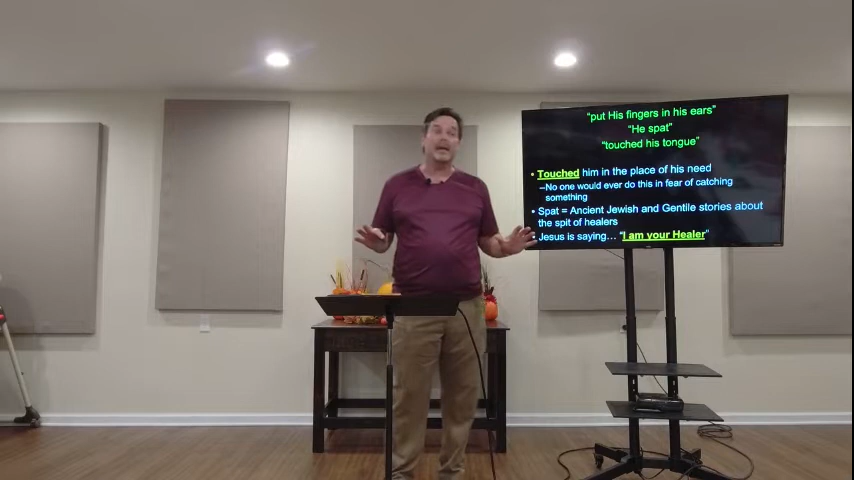 "put His fingers in his ears"
"He spat"
"touched his tongue"
• Touched him in the place of his need
–No one would ever do this in fear of catching
something
• Spat = Ancient Jewish and Gentile stories about
the spit of healers
• Jesus is saying... "I am your Healer"